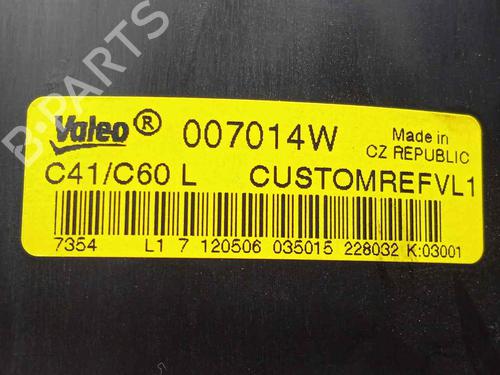 B-PARTS
Valeo® 007014W Made in
CZ REPUBLIC
C41/C60 L CUSTOMREFVL1
7354 L1 7 120506 035015 228032 K:03001